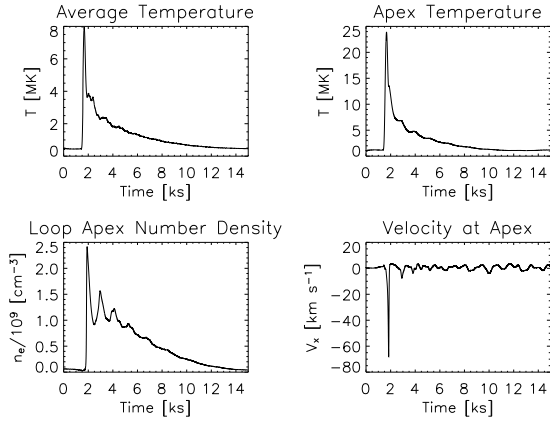 Average Temperature
T [MK]
8
6
4
2
0
0 2 4 6 8 10 12 14
Time [ks]
Apex Temperature
T [MK]
25
20
15
10
5
0
0 2 4 6 8 10 12 14
Time [ks]
Loop Apex Number Density
n_e/10^9 [cm^-3]
2.5
2.0
1.5
1.0
0.5
0.0
0 2 4 6 8 10 12 14
Time [ks]
Velocity at Apex
V_x [km s^-1]
20
0
-20
-40
-60
-80
0 2 4 6 8 10 12 14
Time [ks]